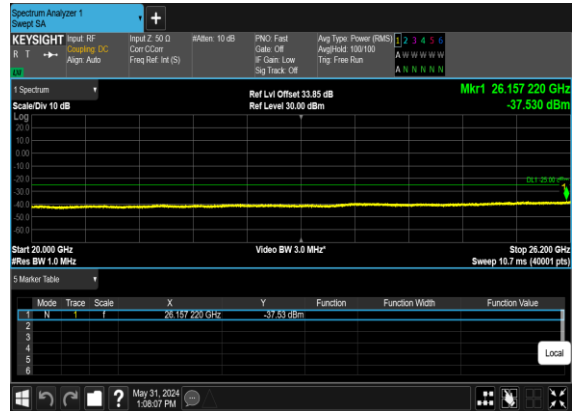 Spectrum Analyzer 1
Swept SA
+
KEYSIGHT
R T
LW
Input: RF
Coupling: DC
Align: Auto
Input Z: 50 Ω
Corr CCorr
Freq Ref: Int (S)
#Atten: 10 dB
PNO: Fast
Gate: Off
IF Gain: Low
Sig Track: Off
Avg Type: Power (RMS)
Avg|Hold: 100/100
Trig: Free Run
1 2 3 4 5 6
A W W W W W
A N N N N N
1 Spectrum
Scale/Div 10 dB
Ref Lvl Offset 33.85 dB
Ref Level 30.00 dBm
Mkr1 26.157 220 GHz
-37.530 dBm
Log
20.0
10.0
0.00
-10.0
-20.0
-30.0
-40.0
-50.0
-60.0
DL1 -25.00 dBm
1
Start 20.000 GHz
#Res BW 1.0 MHz
Video BW 3.0 MHz*
Stop 26.200 GHz
Sweep 10.7 ms (40001 pts)
5 Marker Table
Mode Trace Scale X Y Function Function Width Function Value
1 N 1 f 26.157 220 GHz -37.53 dBm
2
3
4
5
6
Local
?
May 31, 2024
1:08:07 PM